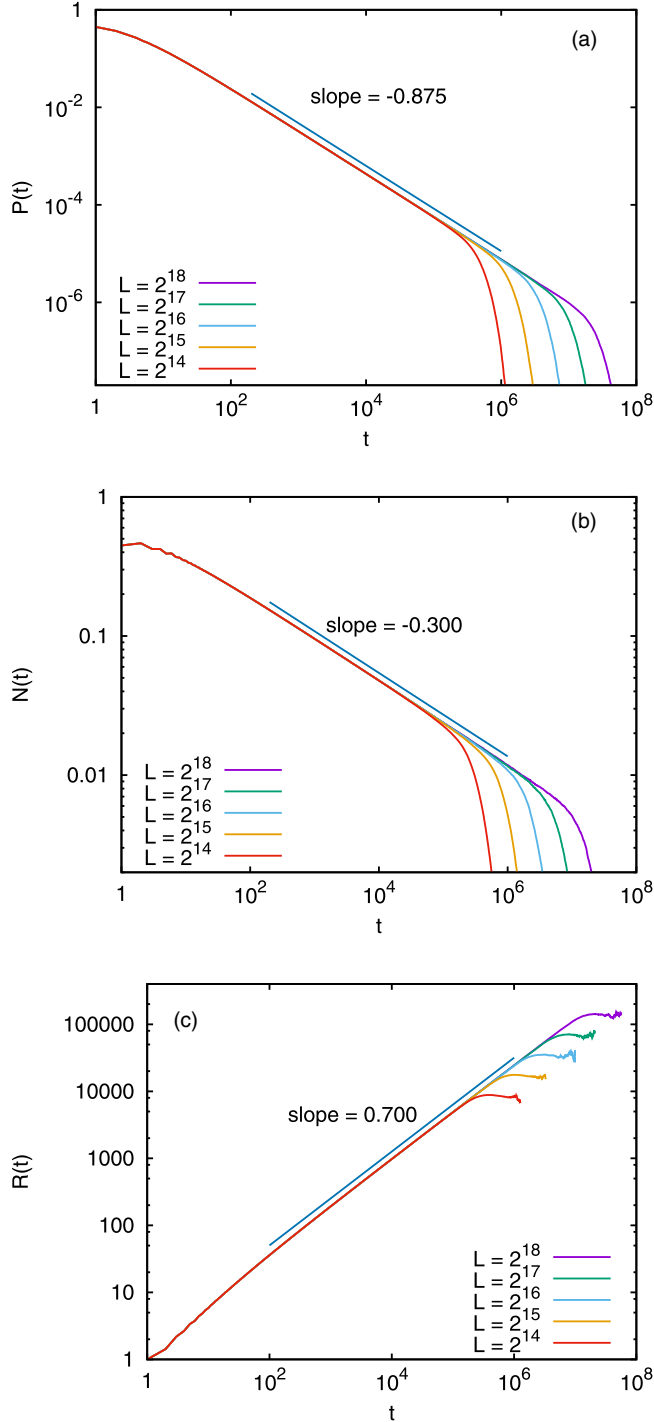 1
(a)
slope = -0.875
10^-2
10^-4
P(t)
L = 2^18
L = 2^17
10^-6
L = 2^16
L = 2^15
L = 2^14
1 10^2 10^4 10^6 10^8
t
1
(b)
slope = -0.300
0.1
N(t)
L = 2^18
0.01
L = 2^17
L = 2^16
L = 2^15
L = 2^14
1 10^2 10^4 10^6 10^8
t
(c)
100000
10000
slope = 0.700
1000
R(t)
100
L = 2^18
L = 2^17
10
L = 2^16
L = 2^15
L = 2^14
1
1 10^2 10^4 10^6 10^8
t